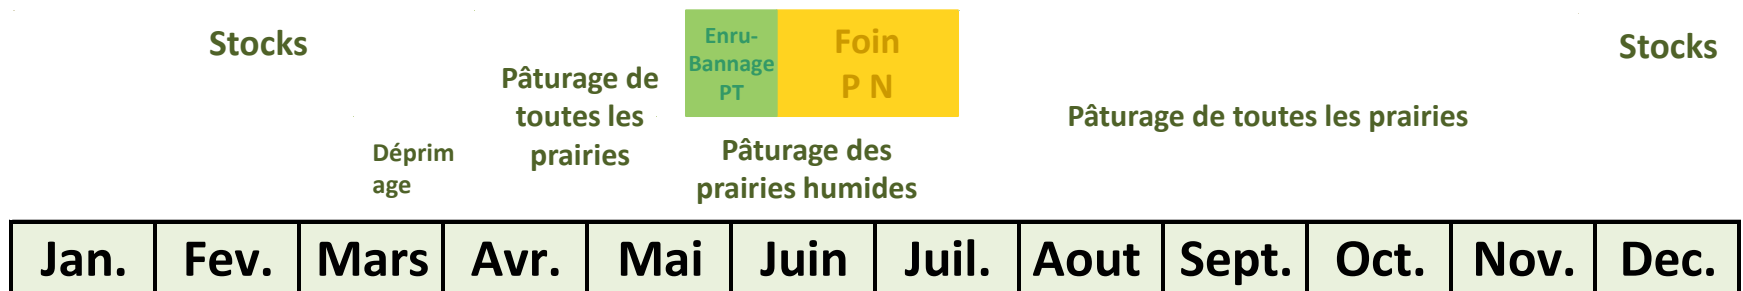 Stocks
Déprim
age
Pâturage de
toutes les
prairies
Enru-
Bannage
PT
Foin
P N
Pâturage des
prairies humides
Pâturage de toutes les prairies
Stocks
Jan. Fev. Mars Avr. Mai Juin Juil. Aout Sept. Oct. Nov. Dec.